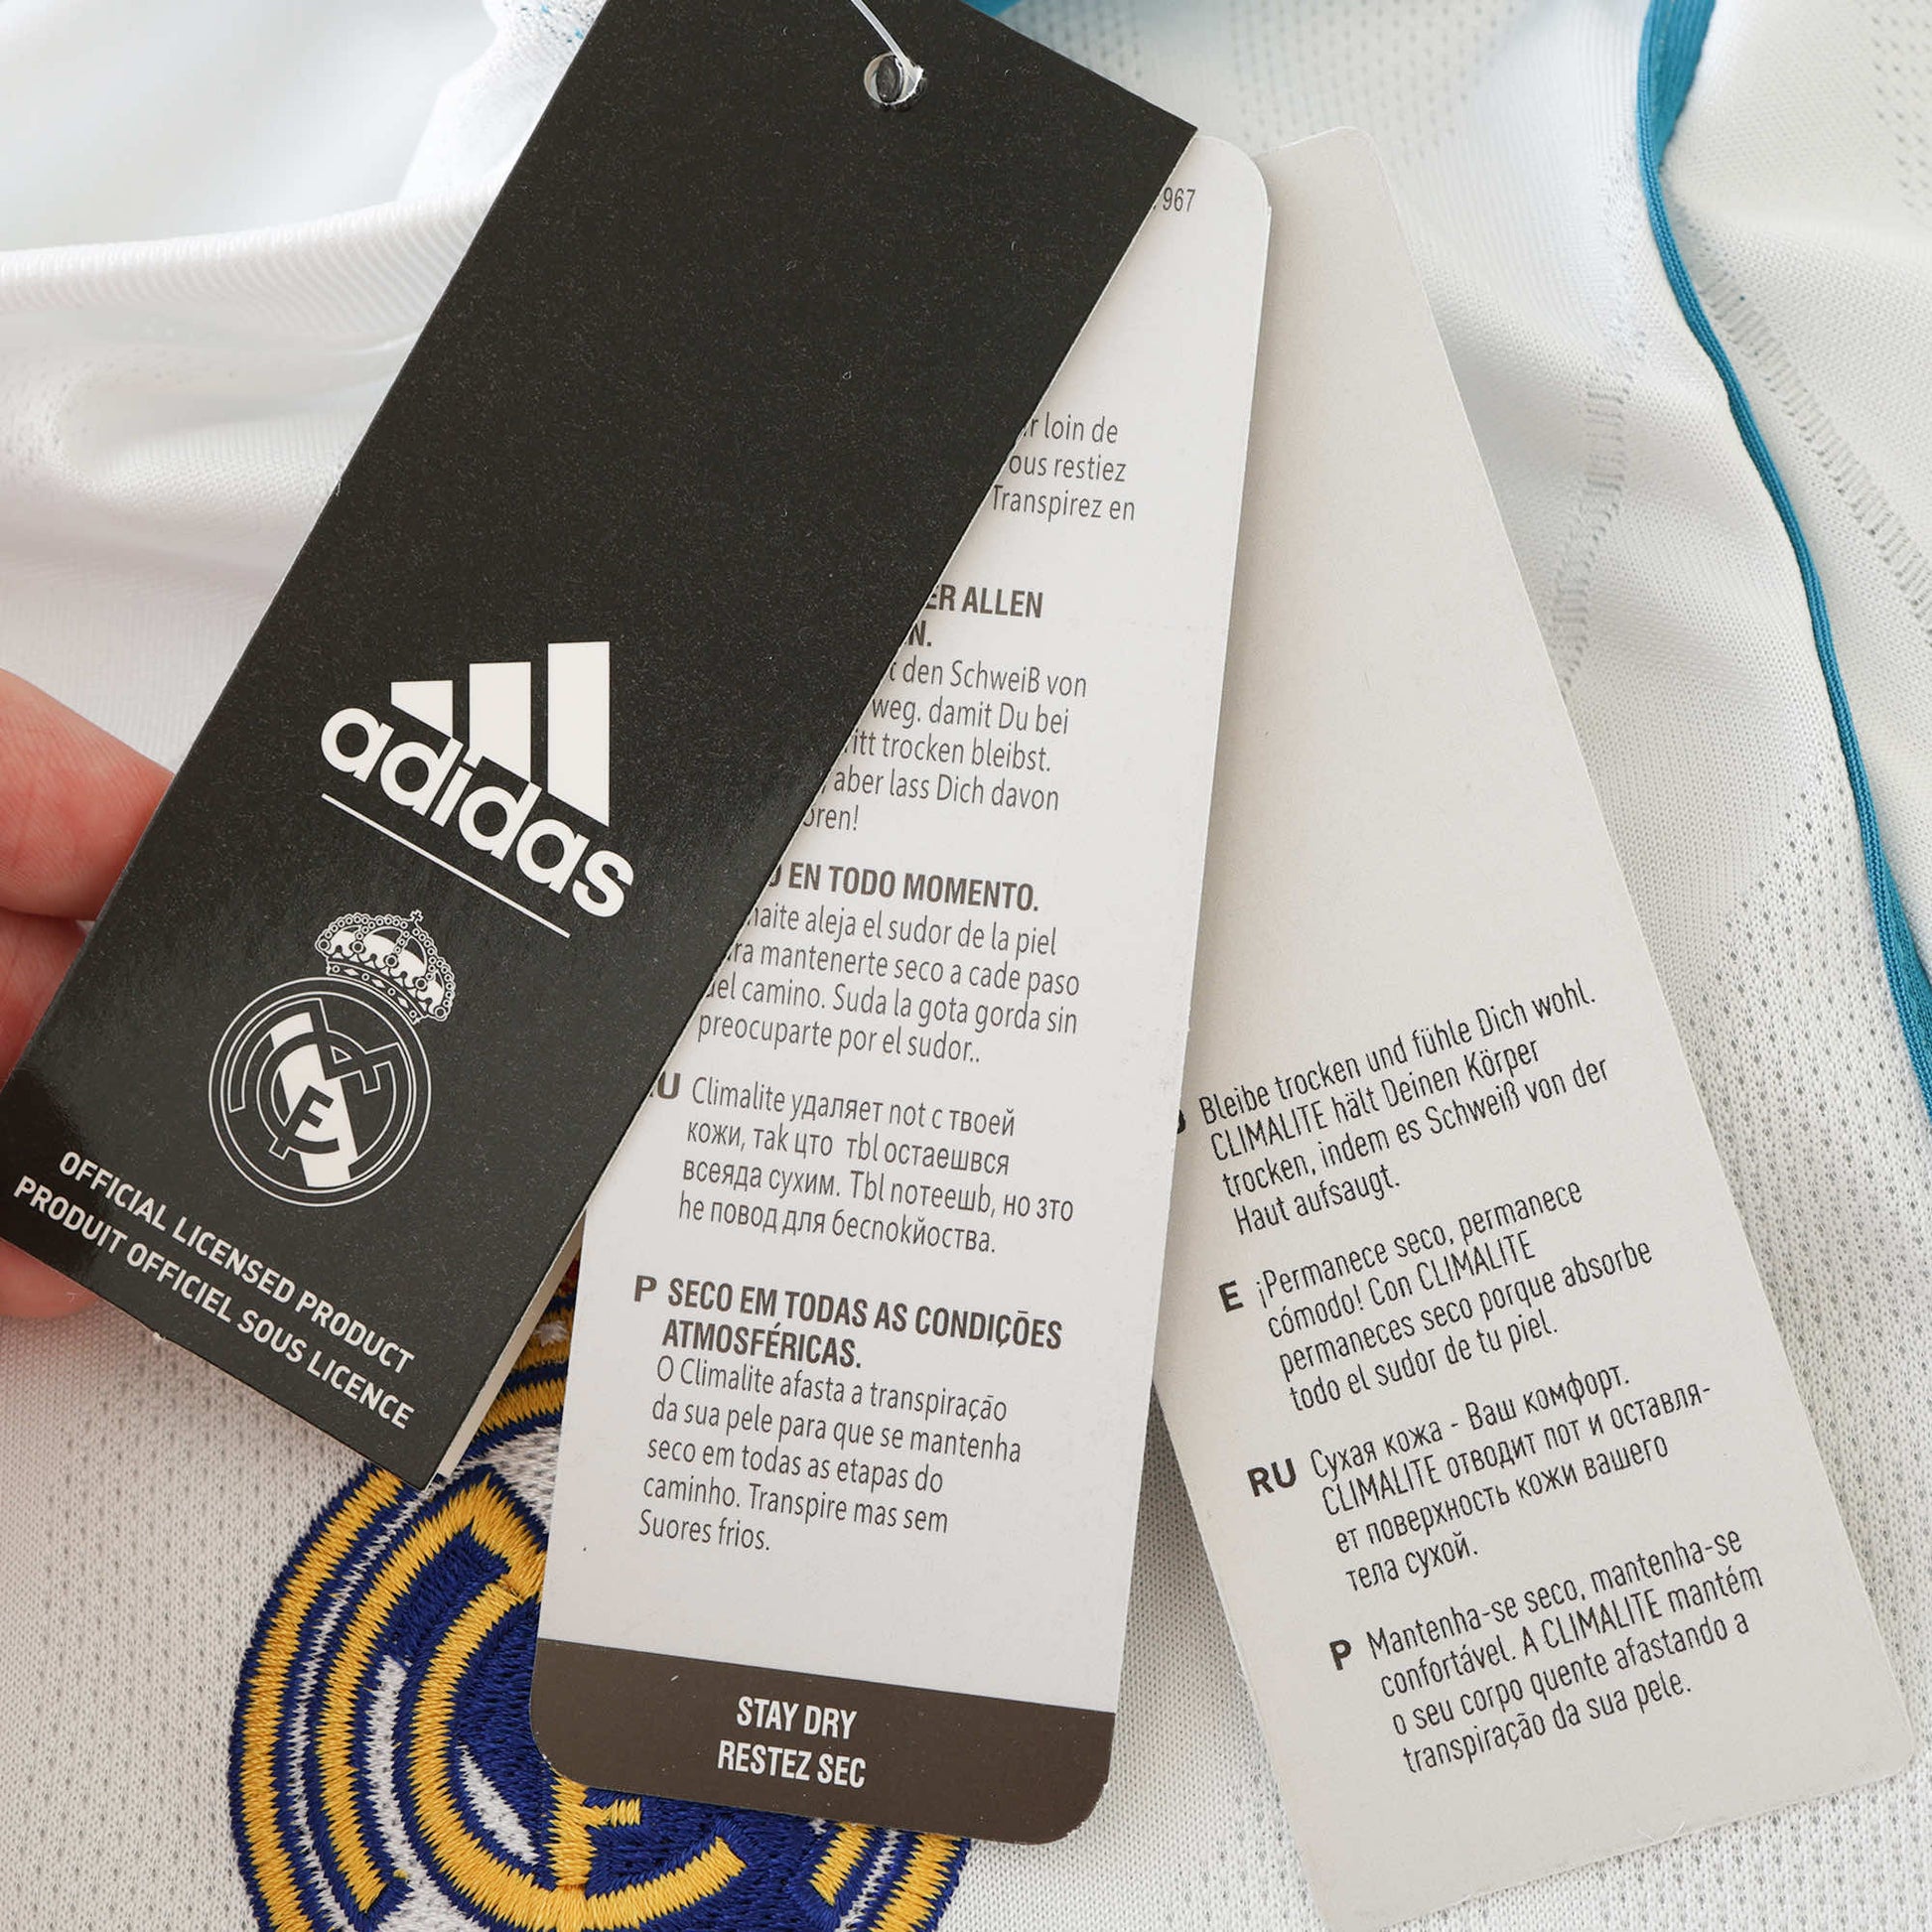 adidas
OFFICIAL LICENSED PRODUCT
PRODUIT OFFICIEL SOUS LICENCE
967
loin de
ous restiez
Transpirez en
ER ALLEN
N.
t den Schweiß von
weg. damit Du bei
itt trocken bleibst.
aber lass Dich davon
oren!
EN TODO MOMENTO.
aite aleja el sudor de la piel
ra mantenerte seco a cade paso
del camino. Suda la gota gorda sin
preocuparte por el sudor..
U Climalite удаляет пot с твоей
кожи, так цто тbl остаешвся
всеяда сухим. Tbl потеешb, но зто
he повод для беспokйоства.
P SECO EM TODAS AS CONDIÇÕES
ATMOSFÉRICAS.
O Climalite afasta a transpiração
da sua pele para que se mantenha
seco em todas as etapas do
caminho. Transpire mas sem
Suores frios.
STAY DRY
RESTEZ SEC
Bleibe trocken und fühle Dich wohl.
CLIMALITE hält Deinen Körper
trocken, indem es Schweiß von der
Haut aufsaugt.
E ¡Permanece seco, permanece
cómodo! Con CLIMALITE
permaneces seco porque absorbe
todo el sudor de tu piel.
RU Сухая кожа - Ваш комфорт.
CLIMALITE отводит пот и оставля-
ет поверхность кожи вашего
тела сухой.
P Mantenha-se seco, mantenha-se
confortável. A CLIMALITE mantém
o seu corpo quente afastando a
transpiração da sua pele.